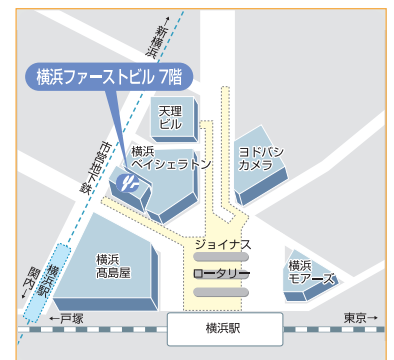 ←新横浜
横浜ファーストビル 7階
天理
ビル
市営地下鉄
横浜
ベイシェラトン
ヨドバシ
カメラ
ジョイナス
横浜
髙島屋
ロータリー
横浜
モアーズ
横浜駅
関内→
←戸塚
東京→
横浜駅